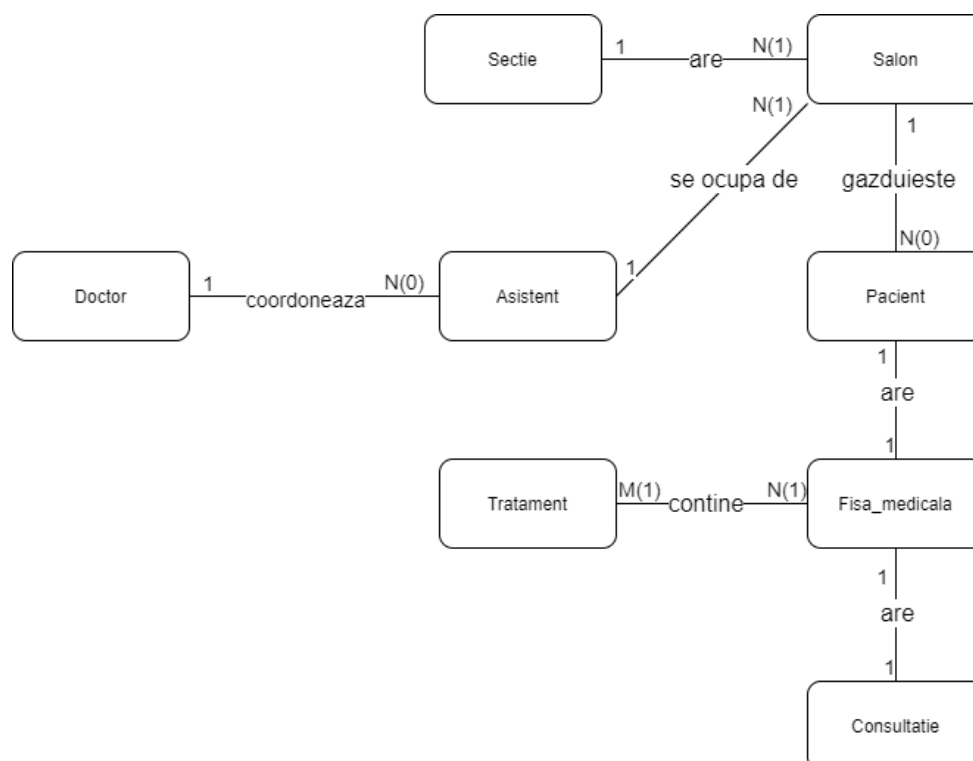 Sectie
1
are
N(1)
Salon
N(1)
1
se ocupa de
gazduieste
1
N(0)
Doctor
1
coordoneaza
N(0)
Asistent
Pacient
1
are
1
Tratament
M(1)
contine
N(1)
Fisa_medicala
1
are
1
Consultatie